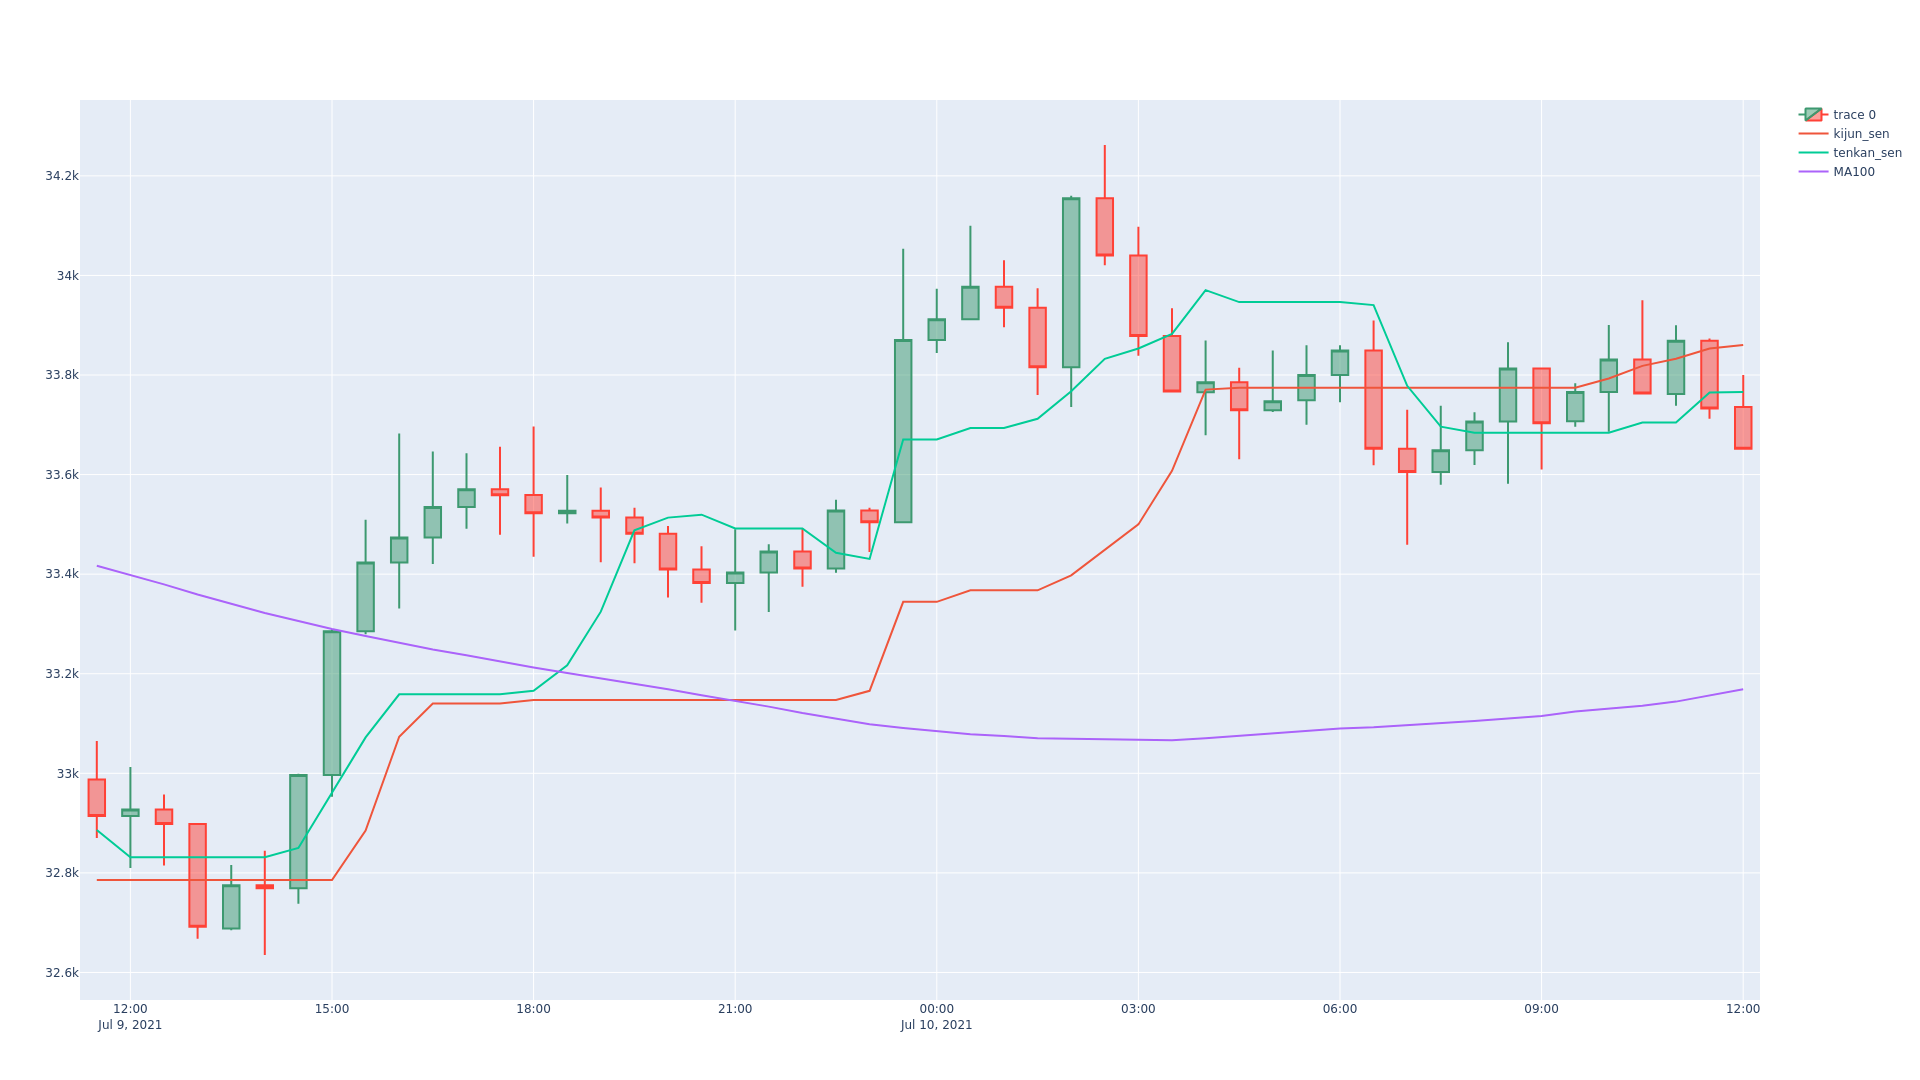 trace 0
kijun_sen
tenkan_sen
MA100
34.2k
34k
33.8k
33.6k
33.4k
33.2k
33k
32.8k
32.6k
12:00 15:00 18:00 21:00 00:00 03:00 06:00 09:00 12:00
Jul 9, 2021 Jul 10, 2021